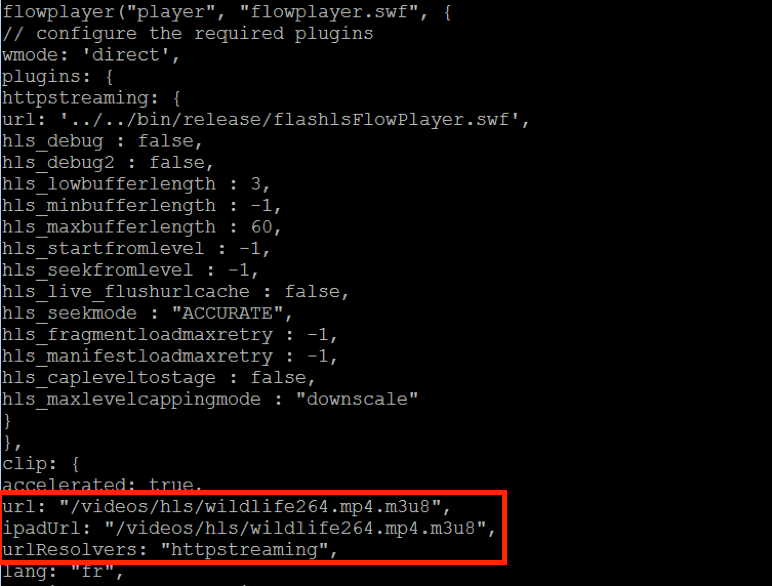 flowplayer("player", "flowplayer.swf", {
// configure the required plugins
wmode: 'direct',
plugins: {
httpstreaming: {
url: '../../bin/release/flashlsFlowPlayer.swf',
hls_debug : false,
hls_debug2 : false,
hls_lowbufferlength : 3,
hls_minbufferlength : -1,
hls_maxbufferlength : 60,
hls_startfromlevel : -1,
hls_seekfromlevel : -1,
hls_live_flushurlcache : false,
hls_seekmode : "ACCURATE",
hls_fragmentloadmaxretry : -1,
hls_manifestloadmaxretry : -1,
hls_capleveltostage : false,
hls_maxlevelcappingmode : "downscale"
}
},
clip: {
accelerated: true,
url: "/videos/hls/wildlife264.mp4.m3u8",
ipadUrl: "/videos/hls/wildlife264.mp4.m3u8",
urlResolvers: "httpstreaming",
lang: "fr",